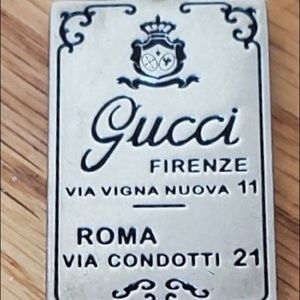 Gucci
FIRENZE
VIA VIGNA NUOVA 11
ROMA
VIA CONDOTTI 21